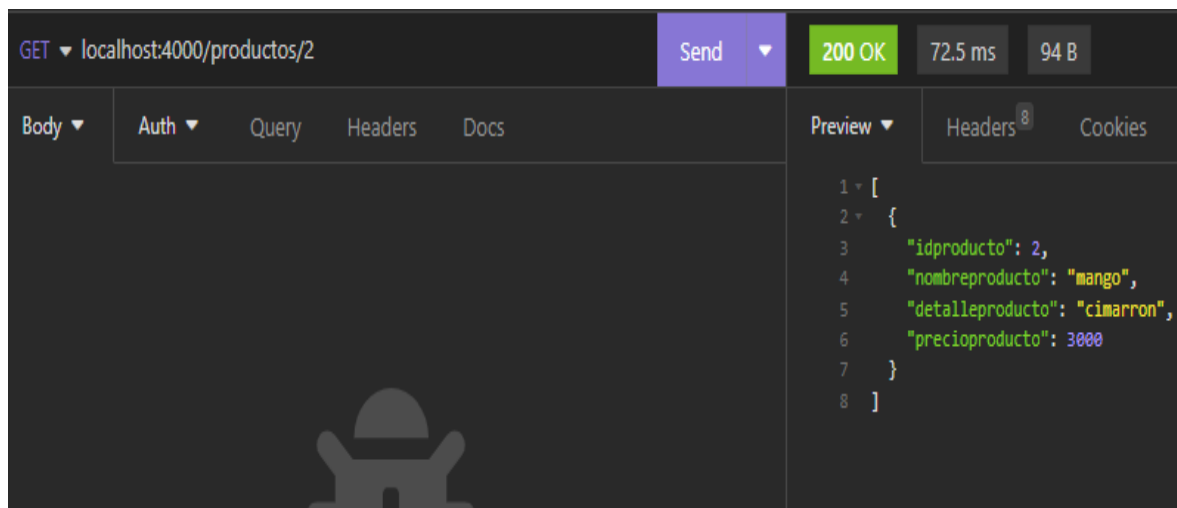 GET localhost:4000/productos/2 Send 200 OK 72.5 ms 94 B
Body Auth Query Headers Docs Preview Headers 8 Cookies
1 [
2 {
3 "idproducto": 2,
4 "nombreproducto": "mango",
5 "detalleproducto": "cimarron",
6 "precioproducto": 3000
7 }
8 ]